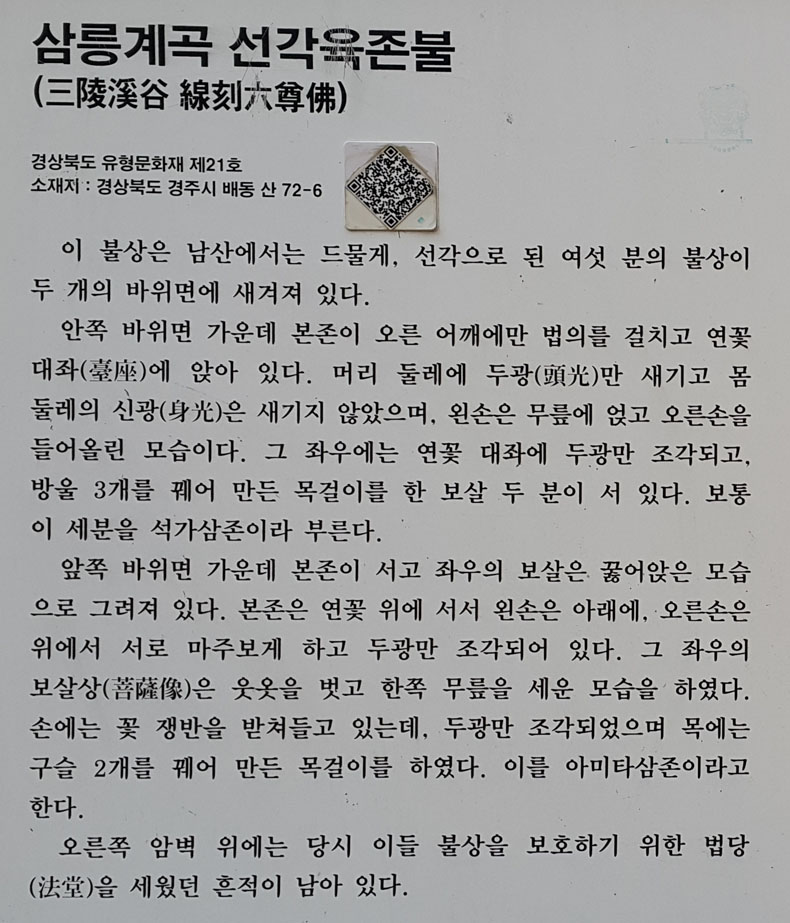 삼릉계곡 선각육존불
(三陵溪谷 線刻六尊佛)
경상북도 유형문화재 제21호
소재지 : 경상북도 경주시 배동 산 72-6
이 불상은 남산에서는 드물게, 선각으로 된 여섯 분의 불상이
두 개의 바위면에 새겨져 있다.
안쪽 바위면 가운데 본존이 오른 어깨에만 법의를 걸치고 연꽃
대좌(臺座)에 앉아 있다. 머리 둘레에 두광(頭光)만 새기고 몸
둘레의 신광(身光)은 새기지 않았으며, 왼손은 무릎에 얹고 오른손을
들어올린 모습이다. 그 좌우에는 연꽃 대좌에 두광만 조각되고,
방울 3개를 꿰어 만든 목걸이를 한 보살 두 분이 서 있다. 보통
이 세분을 석가삼존이라 부른다.
앞쪽 바위면 가운데 본존이 서고 좌우의 보살은 꿇어앉은 모습
으로 그려져 있다. 본존은 연꽃 위에 서서 왼손은 아래에, 오른손은
위에서 서로 마주보게 하고 두광만 조각되어 있다. 그 좌우의
보살상(菩薩像)은 웃옷을 벗고 한쪽 무릎을 세운 모습을 하였다.
손에는 꽃 쟁반을 받쳐들고 있는데, 두광만 조각되었으며 목에는
구슬 2개를 꿰어 만든 목걸이를 하였다. 이를 아미타삼존이라고
한다.
오른쪽 암벽 위에는 당시 이들 불상을 보호하기 위한 법당
(法堂)을 세웠던 흔적이 남아 있다.